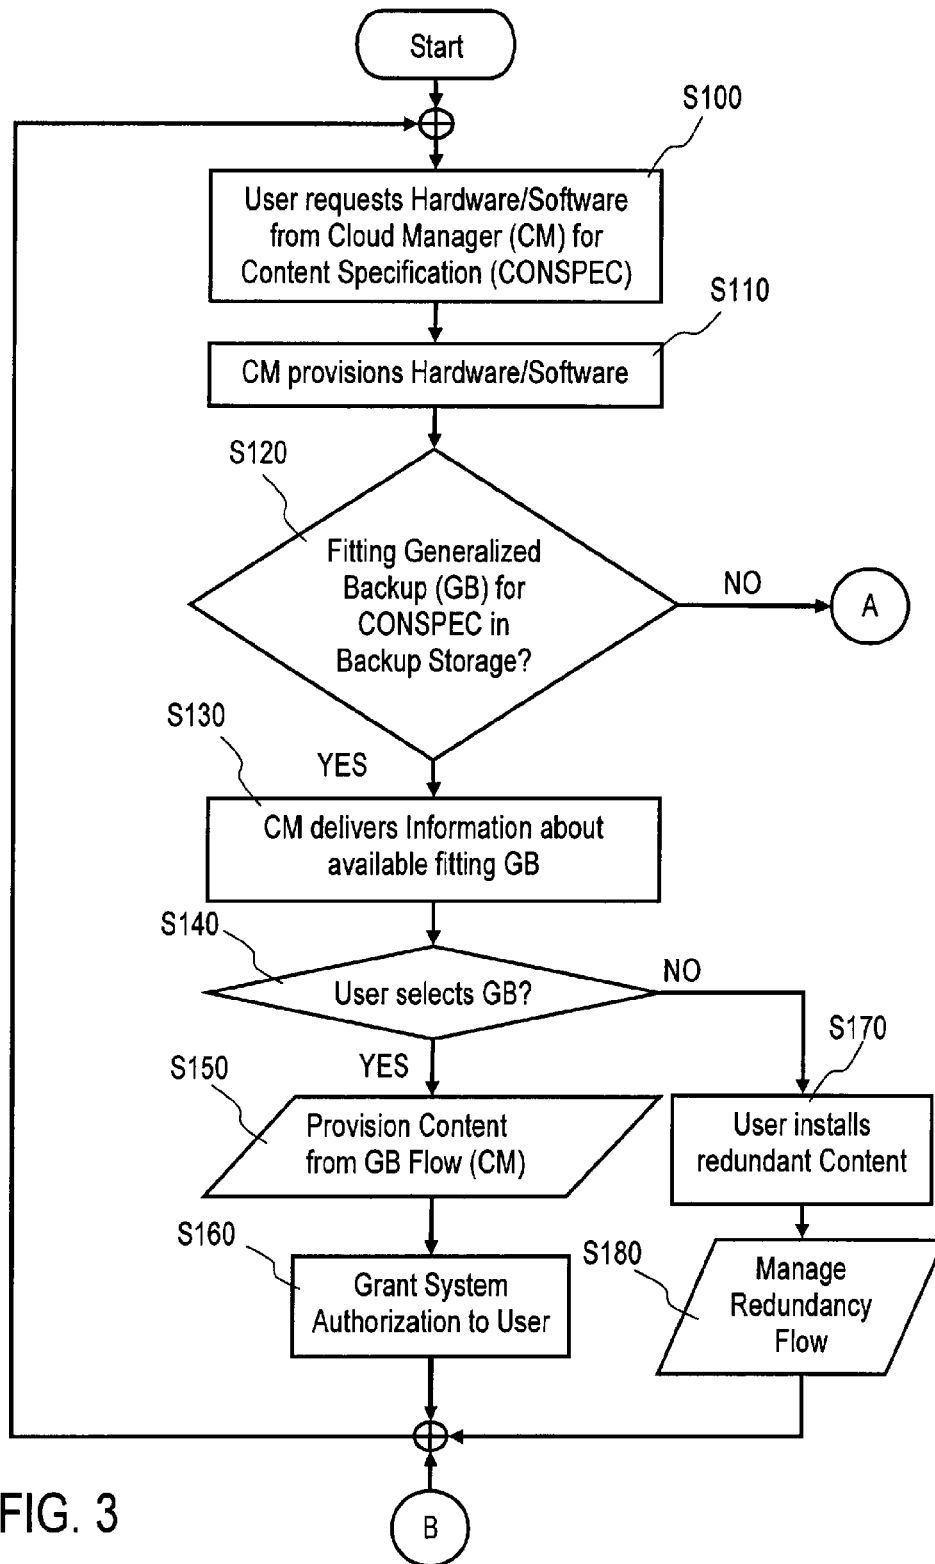 Start
S100
User requests Hardware/Software
from Cloud Manager (CM) for
Content Specification (CONSPEC)
S110
CM provisions Hardware/Software
S120
Fitting Generalized
Backup (GB) for
CONSPEC in
Backup Storage?
NO
A
S130
YES
CM delivers Information about
available fitting GB
S140
User selects GB?
NO
S170
S150
YES
Provision Content
from GB Flow (CM)
User installs
redundant Content
S160
Grant System
Authorization to User
S180
Manage
Redundancy
Flow
FIG. 3
B